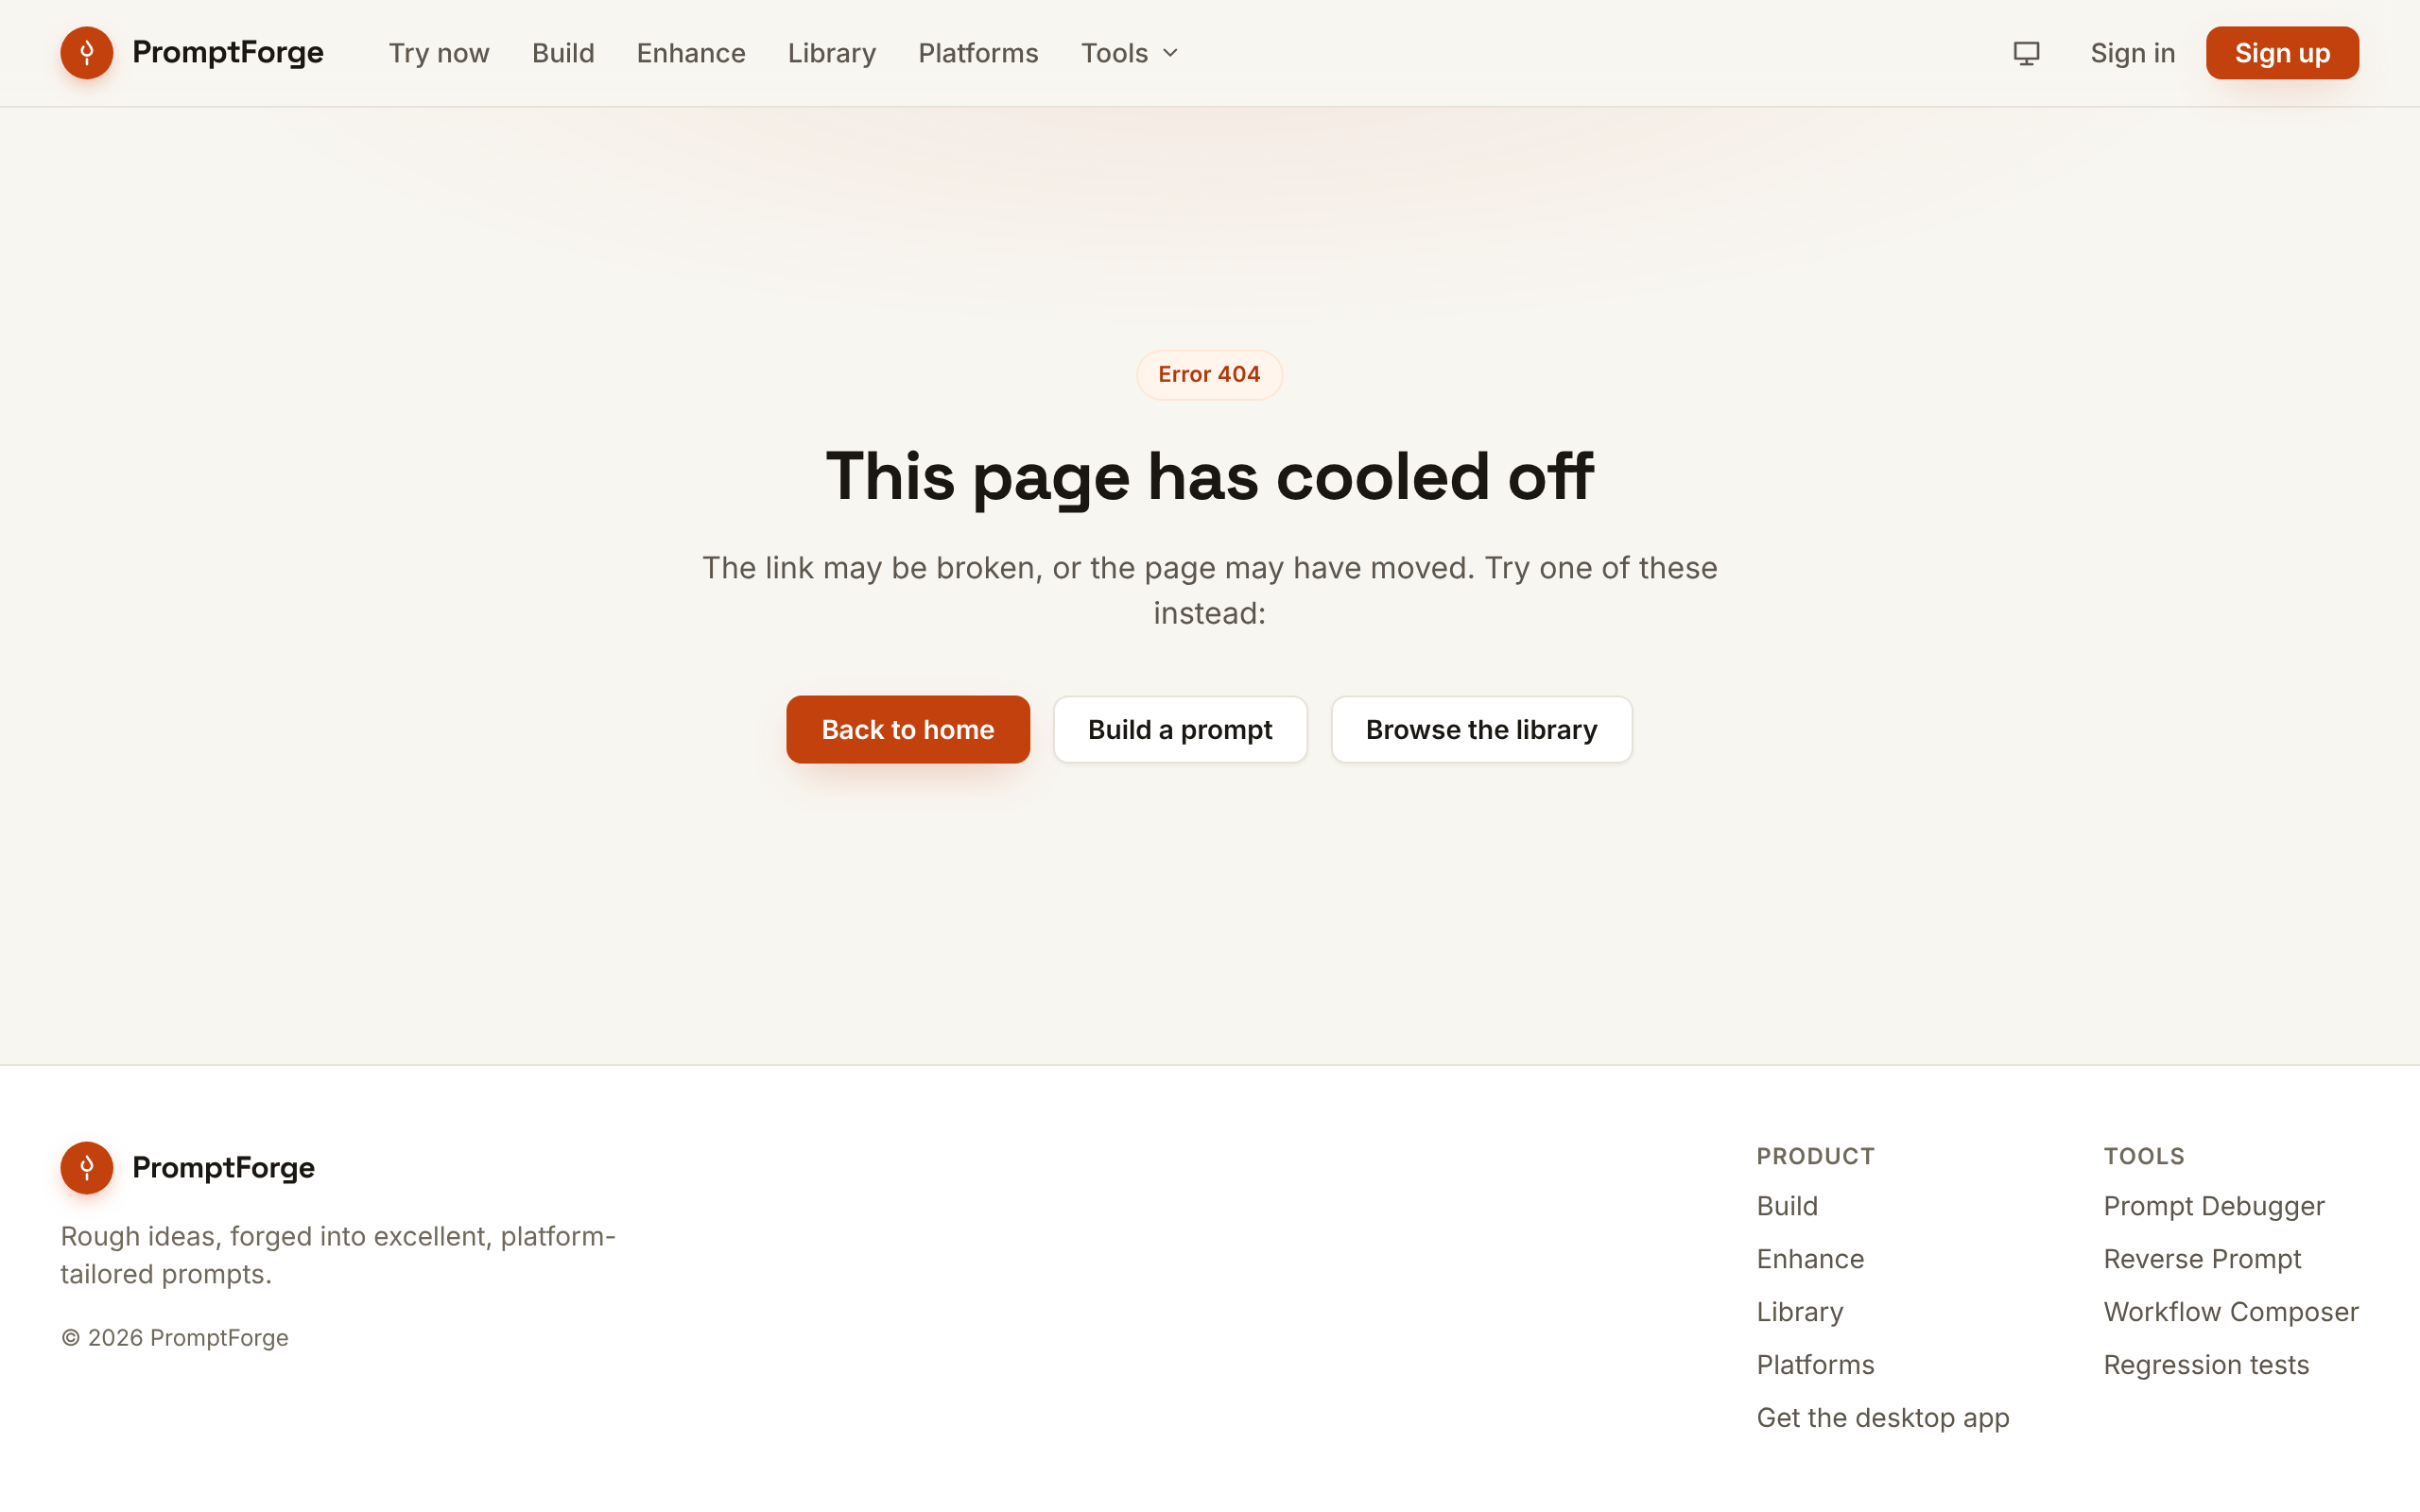 PromptForge
Try now
Build
Enhance
Library
Platforms
Tools
Sign in
Sign up
Error 404
This page has cooled off
The link may be broken, or the page may have moved. Try one of these
instead:
Back to home
Build a prompt
Browse the library
PromptForge
Rough ideas, forged into excellent, platform-
tailored prompts.
© 2026 PromptForge
PRODUCT
Build
Enhance
Library
Platforms
Get the desktop app
TOOLS
Prompt Debugger
Reverse Prompt
Workflow Composer
Regression tests